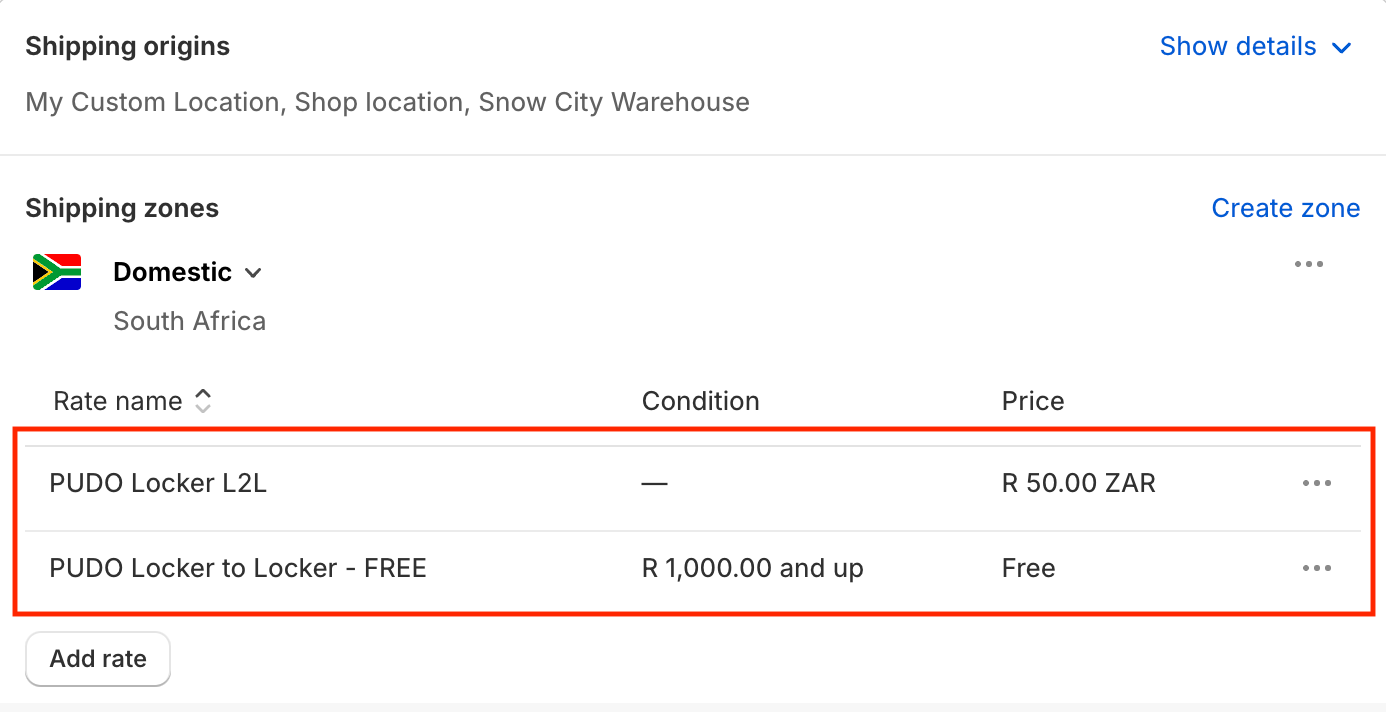 Shipping origins Show details
My Custom Location, Shop location, Snow City Warehouse
Shipping zones Create zone
Domestic
South Africa
Rate name Condition Price
PUDO Locker L2L — R 50.00 ZAR
PUDO Locker to Locker - FREE R 1,000.00 and up Free
Add rate